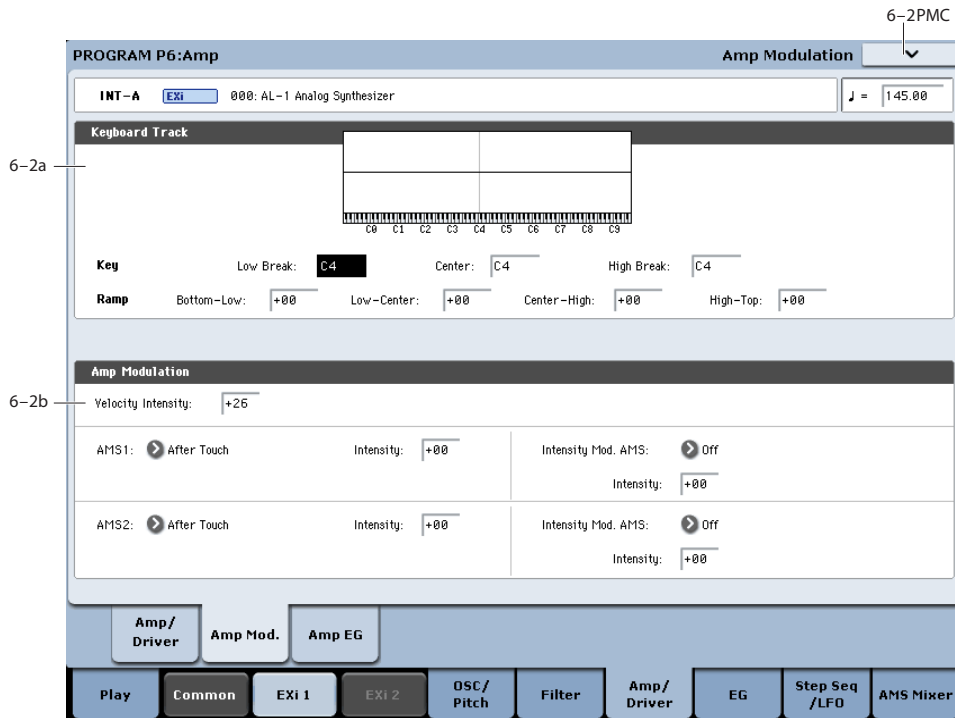 6–2PMC
PROGRAM P6:Amp Amp Modulation
INT-A EXi 000: AL-1 Analog Synthesizer ♩ = 145.00
Keyboard Track
6–2a
C0 C1 C2 C3 C4 C5 C6 C7 C8 C9
Key Low Break: C4 Center: C4 High Break: C4
Ramp Bottom-Low: +00 Low-Center: +00 Center-High: +00 High-Top: +00
Amp Modulation
6–2b
Velocity Intensity: +26
AMS1: After Touch Intensity: +00 Intensity Mod. AMS: Off
Intensity: +00
AMS2: After Touch Intensity: +00 Intensity Mod. AMS: Off
Intensity: +00
Amp/
Driver
Amp Mod.
Amp EG
Play
Common
EXi 1
EXi 2
OSC/
Pitch
Filter
Amp/
Driver
EG
Step Seq
/LFO
AMS Mixer